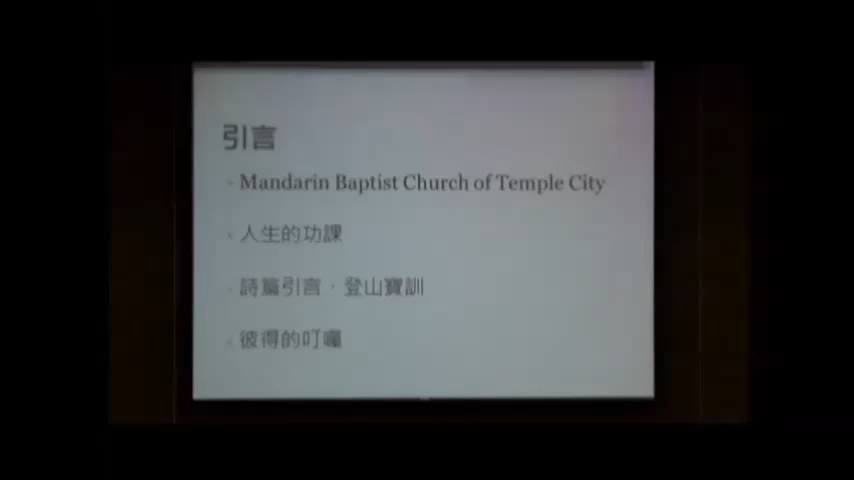 引言
- Mandarin Baptist Church of Temple City
- 人生的功課
- 詩篇引言，登山寶訓
- 彼得的叮囑